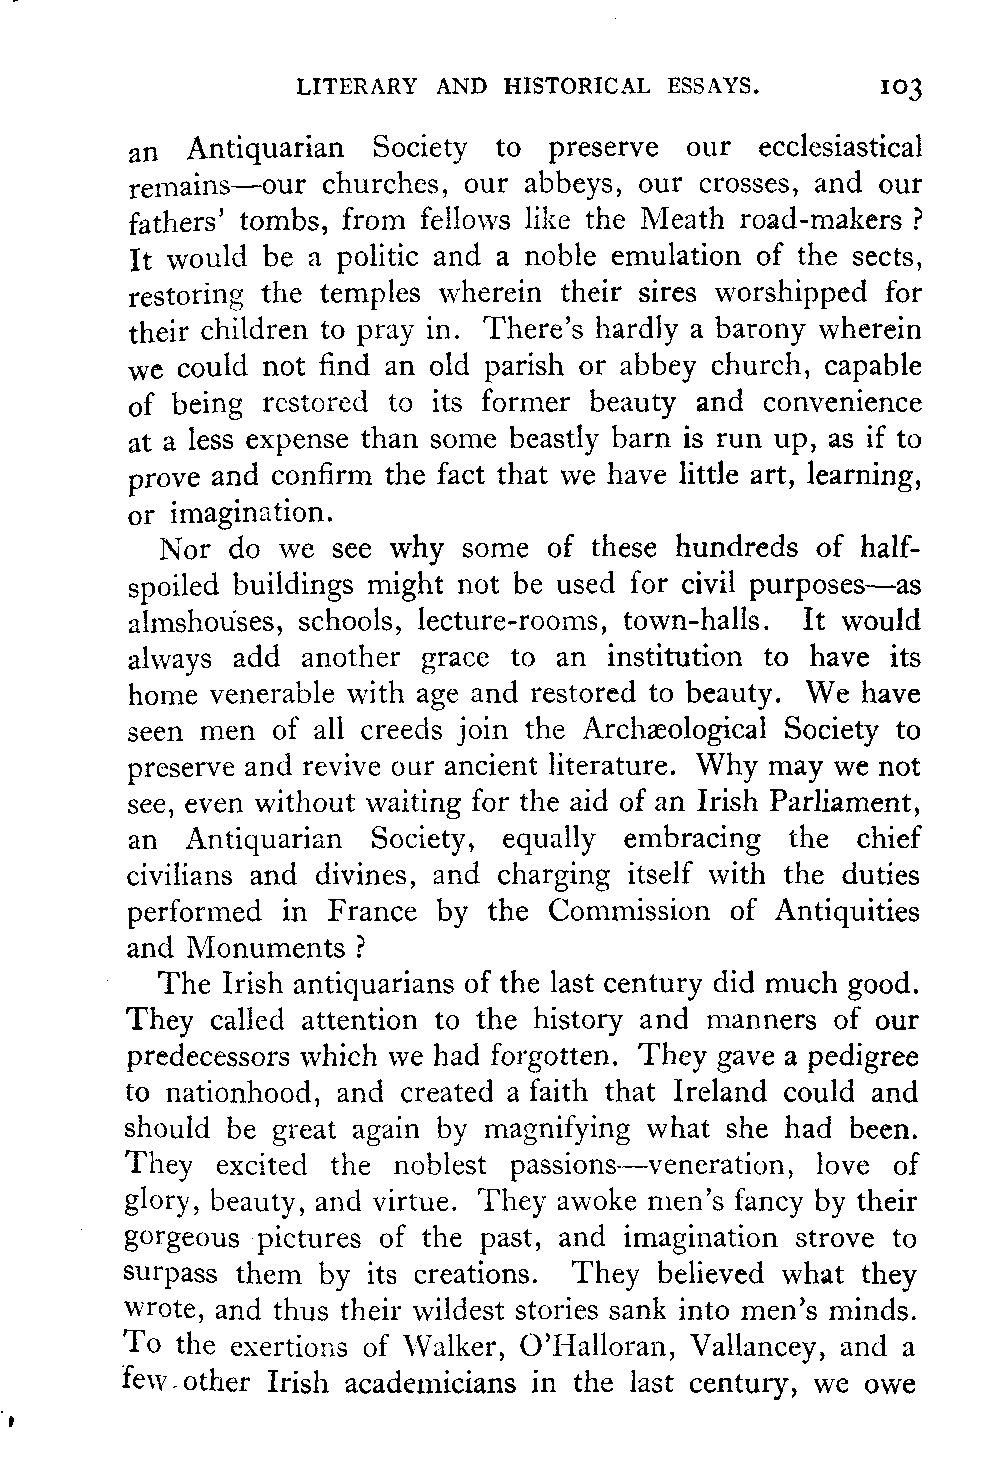 LITERARY AND HISTORICAL ESSAYS. 103
an Antiquarian Society to preserve our ecclesiastical
remains—our churches, our abbeys, our crosses, and our
fathers' tombs, from fellows like the Meath road-makers ?
It would be a politic and a noble emulation of the sects,
restoring the temples wherein their sires worshipped for
their children to pray in. There's hardly a barony wherein
we could not find an old parish or abbey church, capable
of being restored to its former beauty and convenience
at a less expense than some beastly barn is run up, as if to
prove and confirm the fact that we have little art, learning,
or imagination.
Nor do we see why some of these hundreds of half-
spoiled buildings might not be used for civil purposes—as
almshouses, schools, lecture-rooms, town-halls. It would
always add another grace to an institution to have its
home venerable with age and restored to beauty. We have
seen men of all creeds join the Archæological Society to
preserve and revive our ancient literature. Why may we not
see, even without waiting for the aid of an Irish Parliament,
an Antiquarian Society, equally embracing the chief
civilians and divines, and charging itself with the duties
performed in France by the Commission of Antiquities
and Monuments ?
The Irish antiquarians of the last century did much good.
They called attention to the history and manners of our
predecessors which we had forgotten. They gave a pedigree
to nationhood, and created a faith that Ireland could and
should be great again by magnifying what she had been.
They excited the noblest passions—veneration, love of
glory, beauty, and virtue. They awoke men's fancy by their
gorgeous pictures of the past, and imagination strove to
surpass them by its creations. They believed what they
wrote, and thus their wildest stories sank into men's minds.
To the exertions of Walker, O'Halloran, Vallancey, and a
few other Irish academicians in the last century, we owe